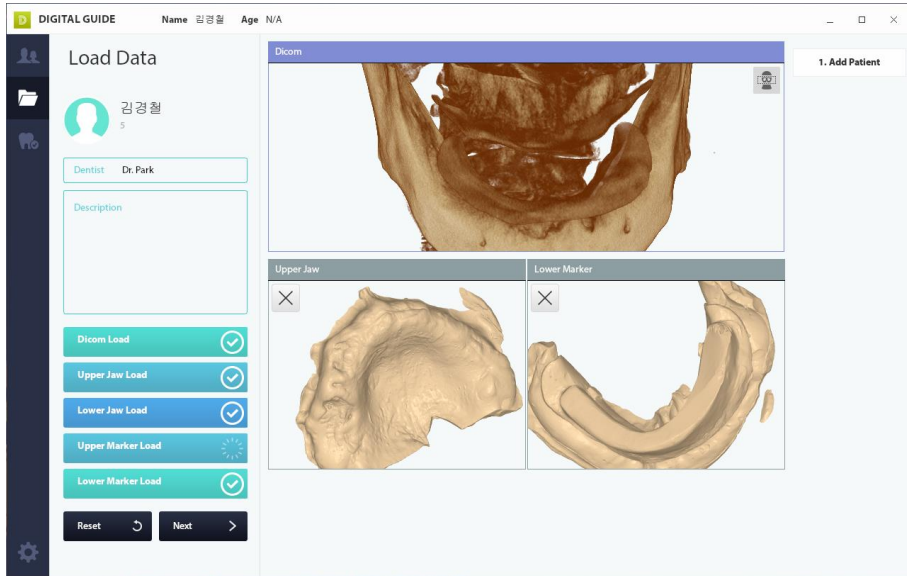 D DIGITAL GUIDE Name 김경철 Age N/A
Load Data
김경철
5
Dentist Dr. Park
Description
Dicom Load
Upper Jaw Load
Lower Jaw Load
Upper Marker Load
Lower Marker Load
Reset Next
Dicom
Upper Jaw
Lower Marker
1. Add Patient